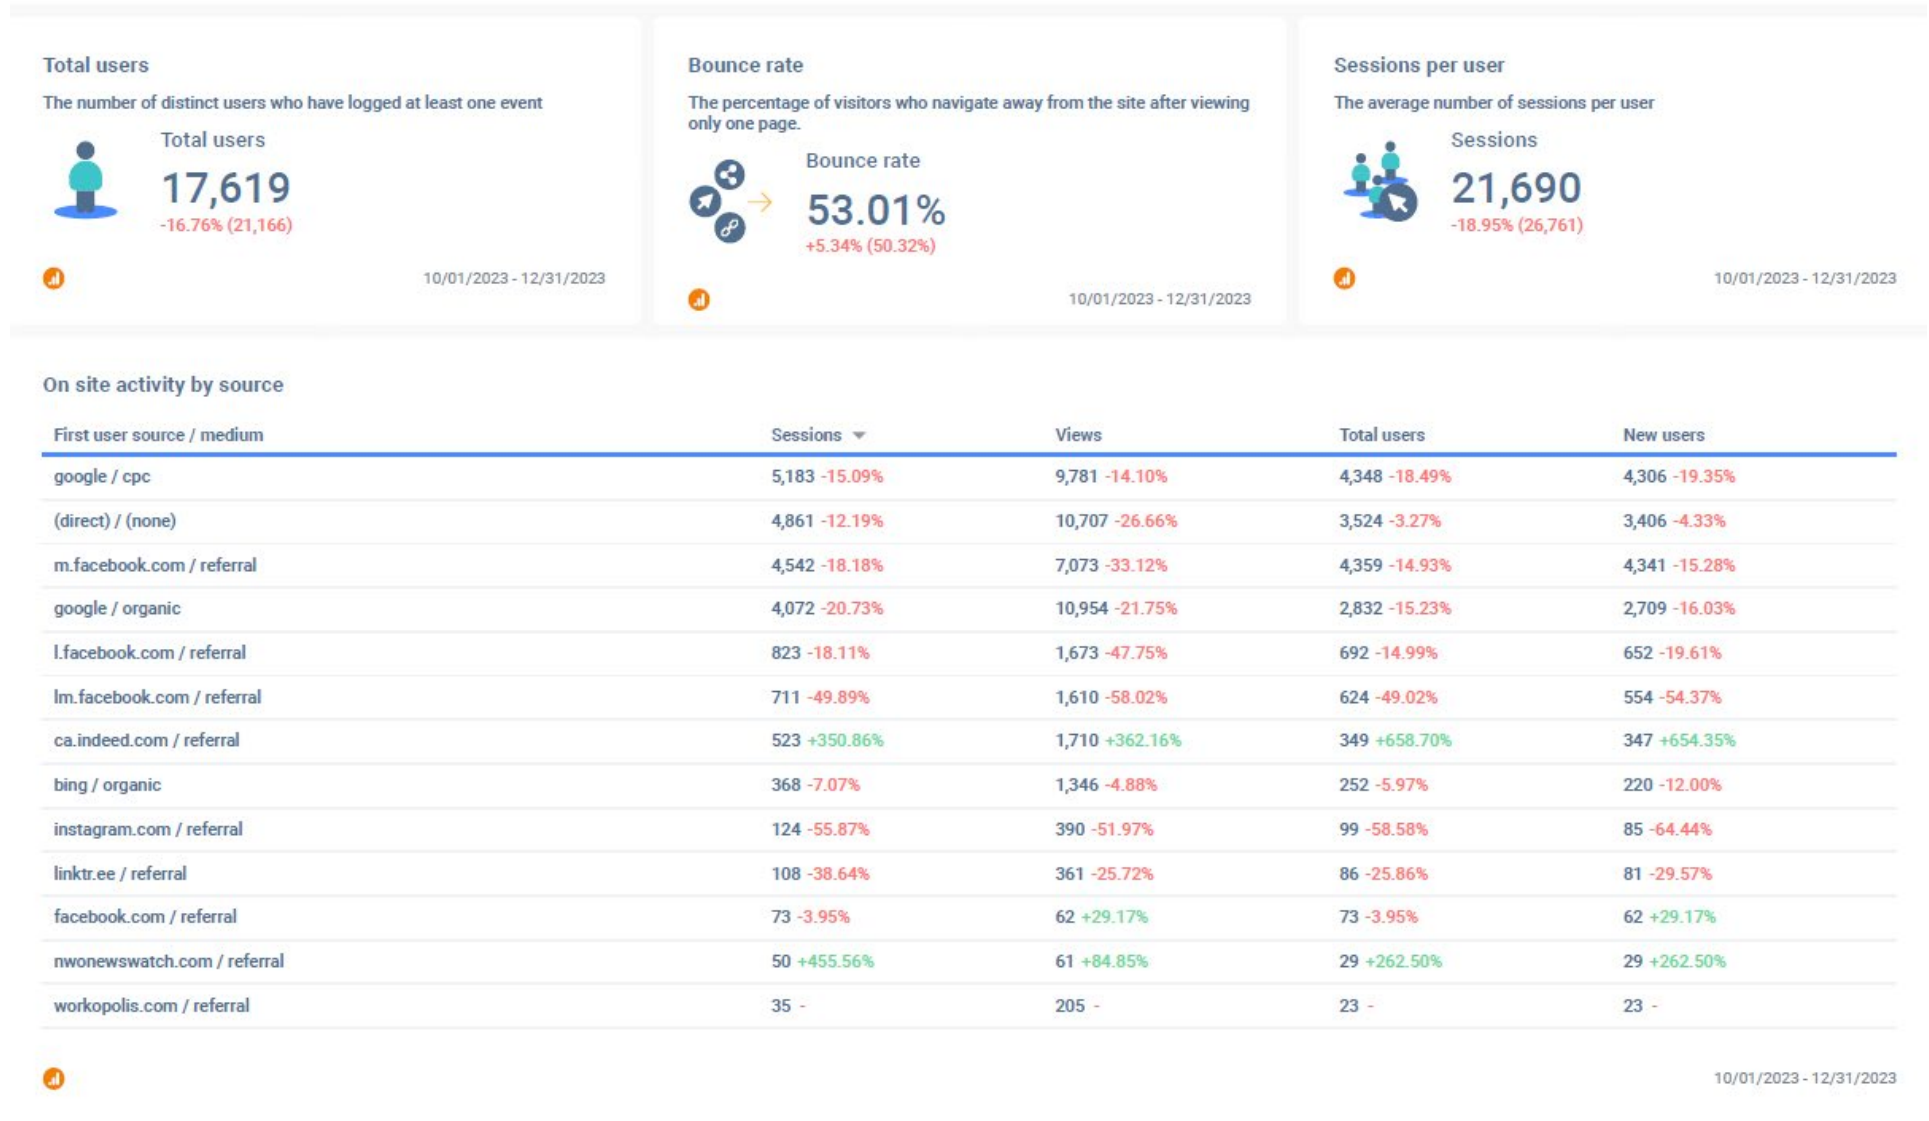 Total users
The number of distinct users who have logged at least one event
Total users
17,619
-16.76% (21,166)
10/01/2023 - 12/31/2023
Bounce rate
The percentage of visitors who navigate away from the site after viewing
only one page.
Bounce rate
53.01%
+5.34% (50.32%)
10/01/2023 - 12/31/2023
Sessions per user
The average number of sessions per user
Sessions
21,690
-18.95% (26,761)
10/01/2023 - 12/31/2023
On site activity by source
First user source / medium Sessions Views Total users New users
google / cpc 5,183 -15.09% 9,781 -14.10% 4,348 -18.49% 4,306 -19.35%
(direct) / (none) 4,861 -12.19% 10,707 -26.66% 3,524 -3.27% 3,406 -4.33%
m.facebook.com / referral 4,542 -18.18% 7,073 -33.12% 4,359 -14.93% 4,341 -15.28%
google / organic 4,072 -20.73% 10,954 -21.75% 2,832 -15.23% 2,709 -16.03%
l.facebook.com / referral 823 -18.11% 1,673 -47.75% 692 -14.99% 652 -19.61%
lm.facebook.com / referral 711 -49.89% 1,610 -58.02% 624 -49.02% 554 -54.37%
ca.indeed.com / referral 523 +350.86% 1,710 +362.16% 349 +658.70% 347 +654.35%
bing / organic 368 -7.07% 1,346 -4.88% 252 -5.97% 220 -12.00%
instagram.com / referral 124 -55.87% 390 -51.97% 99 -58.58% 85 -64.44%
linktr.ee / referral 108 -38.64% 361 -25.72% 86 -25.86% 81 -29.57%
facebook.com / referral 73 -3.95% 62 +29.17% 73 -3.95% 62 +29.17%
nwonewswatch.com / referral 50 +455.56% 61 +84.85% 29 +262.50% 29 +262.50%
workopolis.com / referral 35 - 205 - 23 - 23 -
10/01/2023 - 12/31/2023